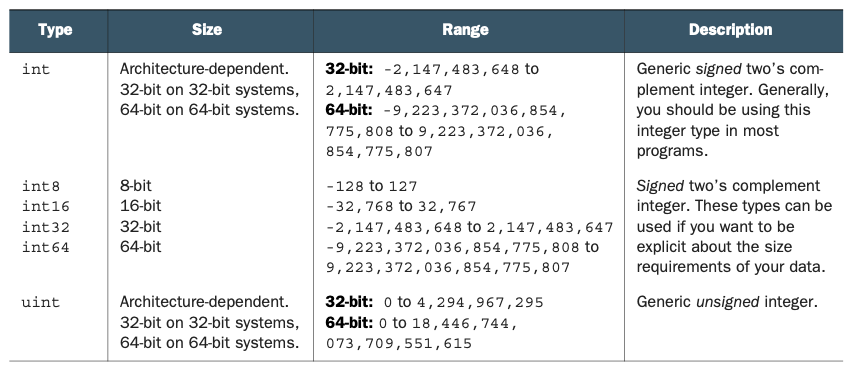 Type Size Range Description
int Architecture-dependent. 32-bit: -2,147,483,648 to Generic signed two's com-
32-bit on 32-bit systems, 2,147,483,647 plement integer. Generally,
64-bit on 64-bit systems. 64-bit: -9,223,372,036,854, you should be using this
775,808 to 9,223,372,036, integer type in most
854,775,807 programs.
int8 8-bit -128 to 127 Signed two's complement
int16 16-bit -32,768 to 32,767 integer. These types can be
int32 32-bit -2,147,483,648 to 2,147,483,647 used if you want to be
int64 64-bit -9,223,372,036,854,775,808 to explicit about the size
9,223,372,036,854,775,807 requirements of your data.
uint Architecture-dependent. 32-bit: 0 to 4,294,967,295 Generic unsigned integer.
32-bit on 32-bit systems, 64-bit: 0 to 18,446,744,
64-bit on 64-bit systems. 073,709,551,615